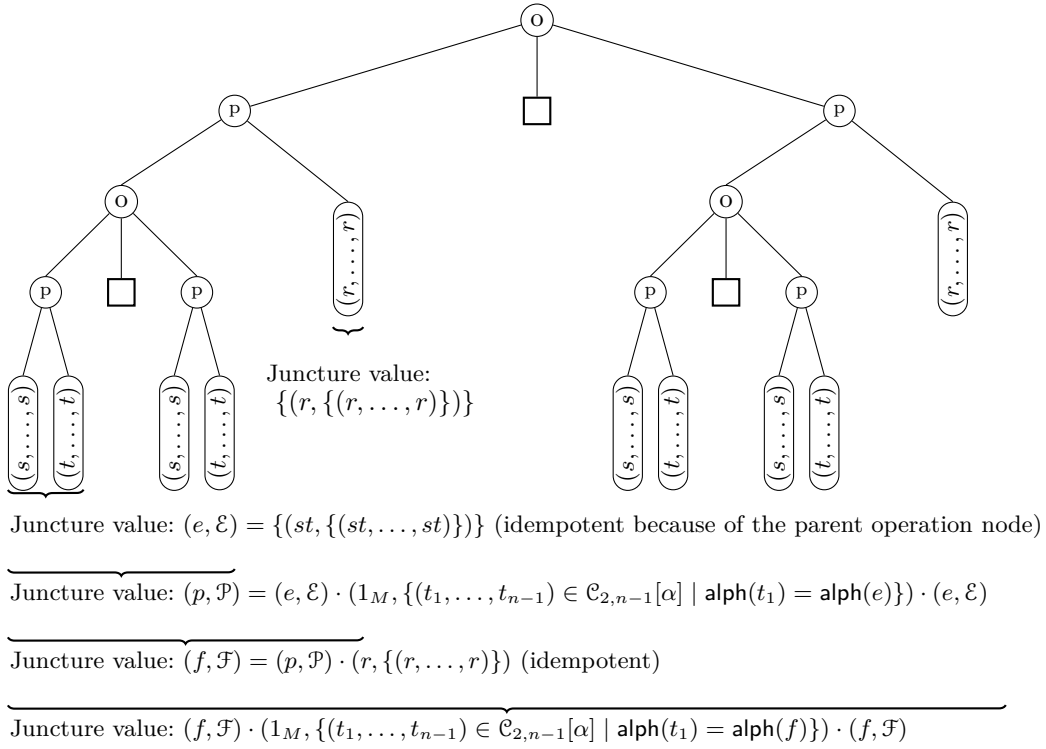 o
p p
o (r, . . . , r) o (r, . . . , r)
p p p p
(s, . . . , s) (t, . . . , t) (s, . . . , s) (t, . . . , t) (s, . . . , s) (t, . . . , t) (s, . . . , s) (t, . . . , t)
Juncture value:
{(r, {(r, . . . , r)})}
Juncture value: (e, ℰ) = {(st, {(st, . . . , st)})} (idempotent because of the parent operation node)
Juncture value: (p, 𝒫) = (e, ℰ) · (1_M, {(t_1, . . . , t_{n−1}) ∈ 𝒞_{2,n−1}[α] | alph(t_1) = alph(e)}) · (e, ℰ)
Juncture value: (f, ℱ) = (p, 𝒫) · (r, {(r, . . . , r)}) (idempotent)
Juncture value: (f, ℱ) · (1_M, {(t_1, . . . , t_{n−1}) ∈ 𝒞_{2,n−1}[α] | alph(t_1) = alph(f)}) · (f, ℱ)